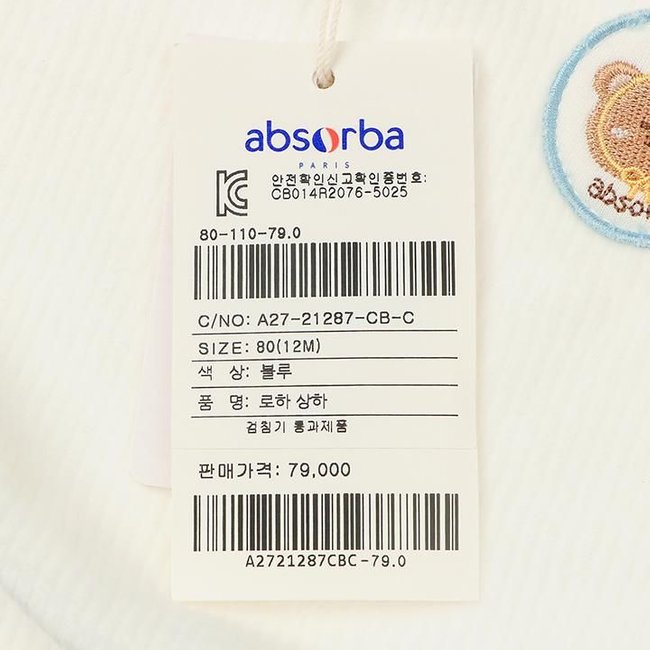 absorba
PARIS
안전확인신고확인증번호:
CB014R2076-5025
80-110-79.0
C/NO: A27-21287-CB-C
SIZE: 80(12M)
색 상: 블루
품 명: 로하 상하
검침기 통과제품
판매가격: 79,000
A2721287CBC-79.0